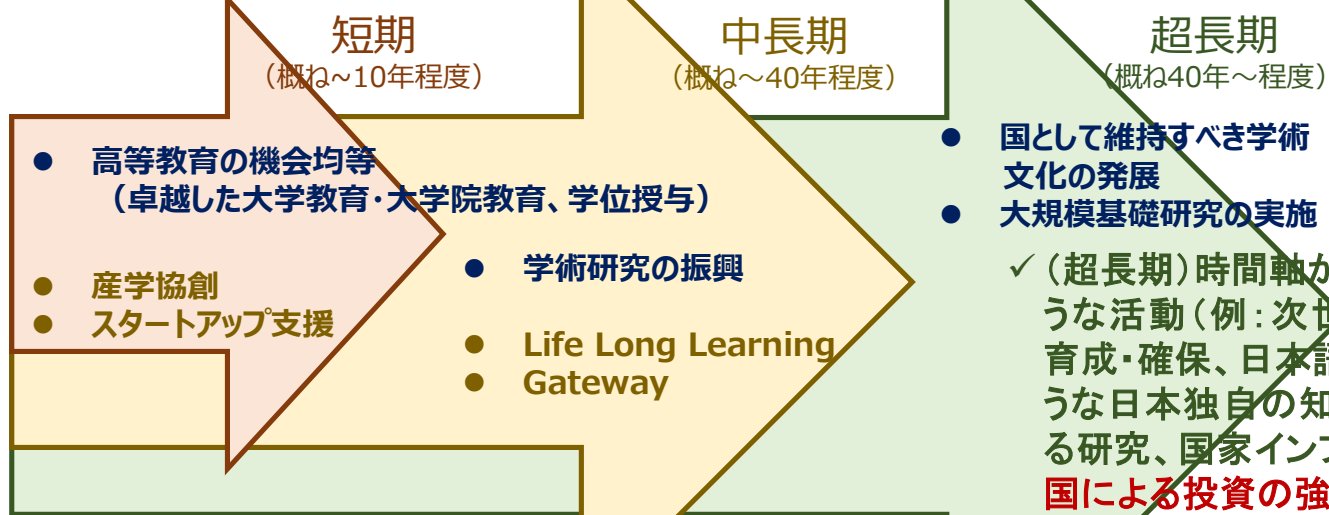 短期
（概ね~10年程度）
中長期
（概ね～40年程度）
超長期
（概ね40年～程度）
● 高等教育の機会均等
（卓越した大学教育・大学院教育、学位授与）
● 産学協創
● スタートアップ支援
● 学術研究の振興
● Life Long Learning
● Gateway
● 国として維持すべき学術
文化の発展
● 大規模基礎研究の実施
✓（超長期）時間軸が
うな活動（例：次世
育成・確保、日本語
うな日本独自の知
る研究、国家インフ
国による投資の強